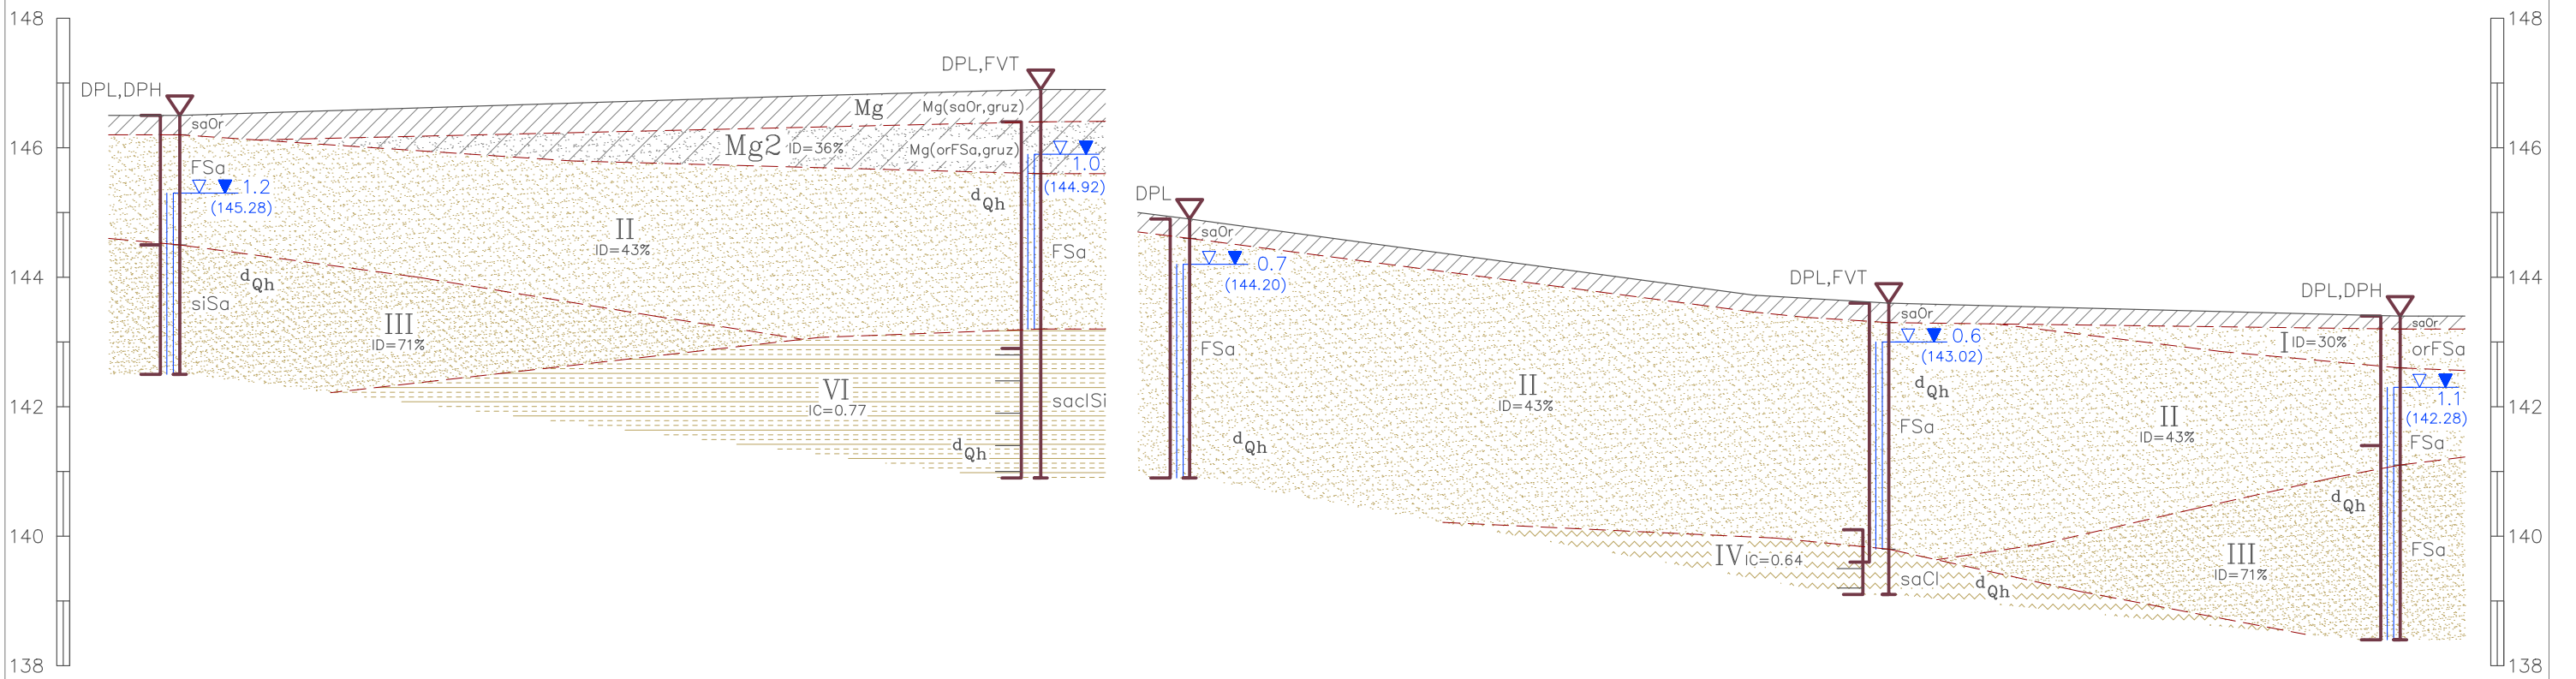 148
146
144
142
140
138
DPL,DPH
saOr
FSa
1.2
(145.28)
dQh
siSa
III
ID=71%
II
ID=43%
Mg
Mg2 ID=36%
DPL,FVT
Mg(saOr,gruz)
Mg(orFSa,gruz)
1.0
(144.92)
dQh
FSa
VI
IC=0.77
saclSi
dQh
DPL
saOr
0.7
(144.20)
FSa
dQh
II
ID=43%
IV IC=0.64
DPL,FVT
saOr
0.6
(143.02)
dQh
FSa
saCl
dQh
II
ID=43%
I ID=30%
III
ID=71%
DPL,DPH
saOr
orFSa
1.1
(142.28)
FSa
dQh
FSa
148
146
144
142
140
138